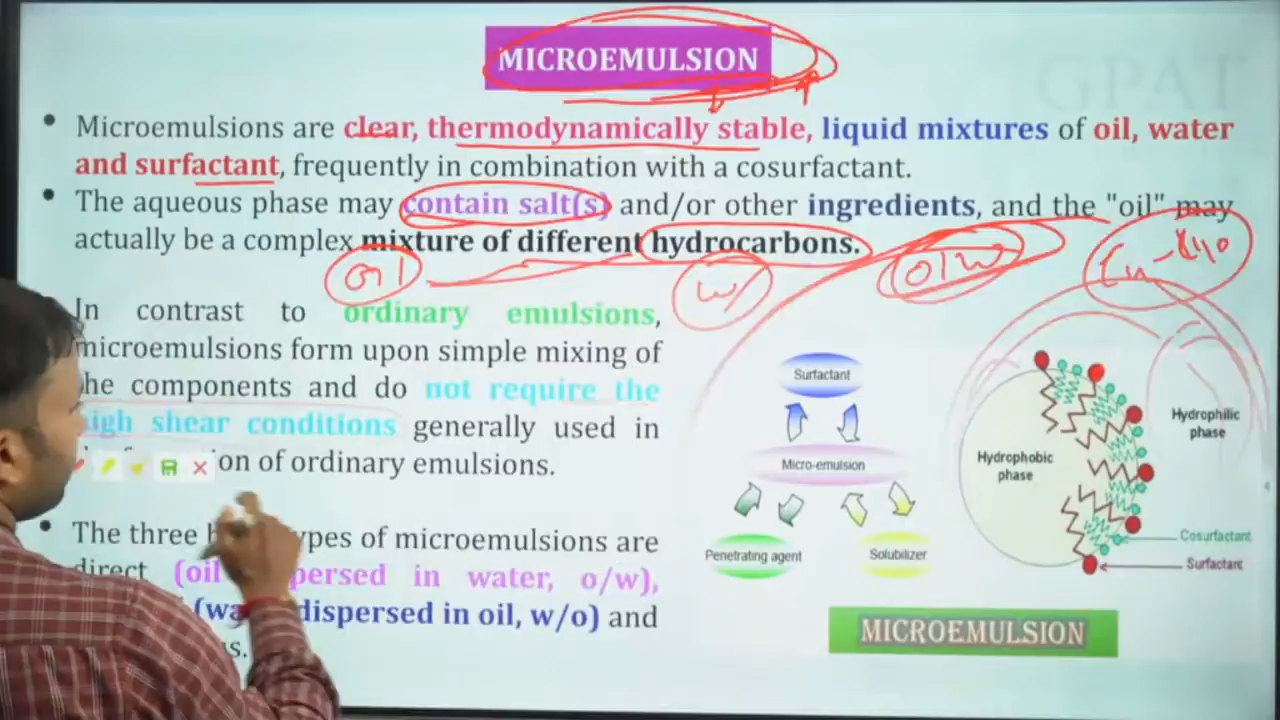 MICROEMULSION
GPAT
• Microemulsions are clear, thermodynamically stable, liquid mixtures of oil, water
and surfactant, frequently in combination with a cosurfactant.
• The aqueous phase may contain salt(s) and/or other ingredients, and the "oil" may
actually be a complex mixture of different hydrocarbons.
oil
w/
o/w
In contrast to ordinary emulsions,
microemulsions form upon simple mixing of
the components and do not require the
high shear conditions generally used in
of ordinary emulsions.
• The three types of microemulsions are
direct (oil dispersed in water, o/w),
(water dispersed in oil, w/o) and
Surfactant
Micro-emulsion
Penetrating agent
Solubilizer
Hydrophobic
phase
Hydrophilic
phase
Cosurfactant
Surfactant
MICROEMULSION